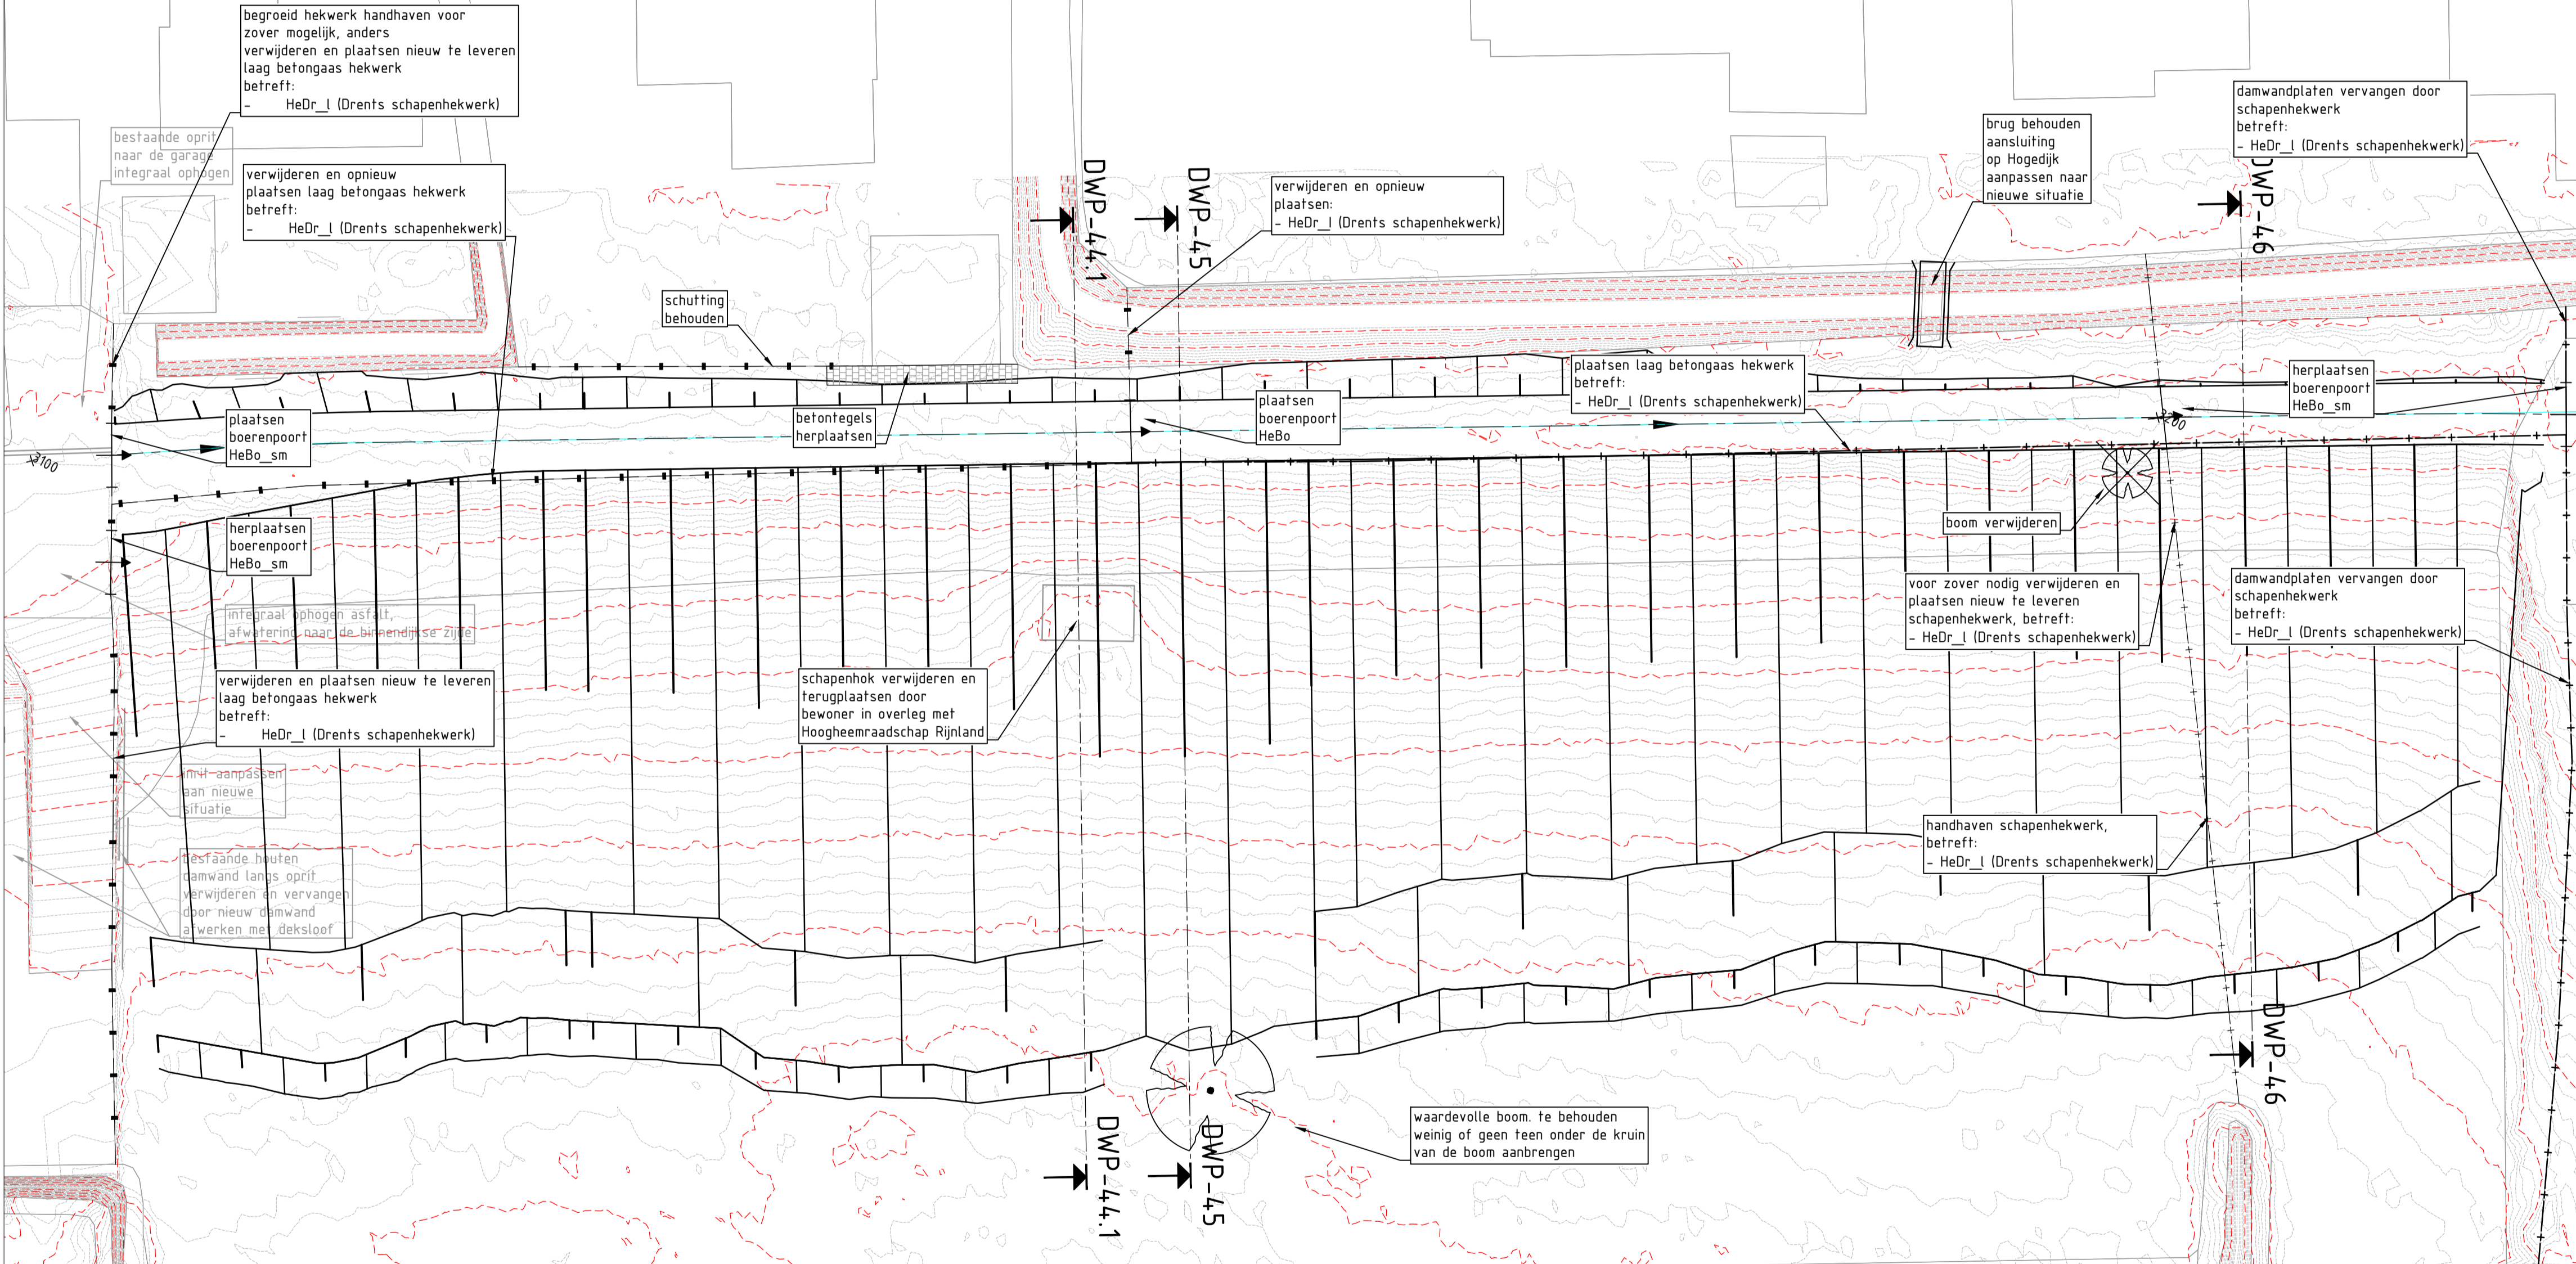 begroeid hekwerk handhaven voor
zover mogelijk, anders
verwijderen en plaatsen nieuw te leveren
laag betongaas hekwerk
betreft:
- HeDr_l (Drents schapenhekwerk)
bestaande oprit
naar de garage
integraal ophogen
verwijderen en opnieuw
plaatsen laag betongaas hekwerk
betreft:
- HeDr_l (Drents schapenhekwerk)
schutting
behouden
DWP-44.1
DWP-45
verwijderen en opnieuw
plaatsen:
- HeDr_l (Drents schapenhekwerk)
brug behouden
aansluiting
op Hogedijk
aanpassen naar
nieuwe situatie
damwandplaten vervangen door
schapenhekwerk
betreft:
- HeDr_l (Drents schapenhekwerk)
DWP-46
plaatsen
boerenpoort
HeBo_sm
3100
betontegels
herplaatsen
plaatsen
boerenpoort
HeBo
plaatsen laag betongaas hekwerk
betreft:
- HeDr_l (Drents schapenhekwerk)
herplaatsen
boerenpoort
HeBo_sm
3200
herplaatsen
boerenpoort
HeBo_sm
boom verwijderen
integraal ophogen asfalt,
afwatering naar de binnendijkse zijde
voor zover nodig verwijderen en
plaatsen nieuw te leveren
schapenhekwerk, betreft:
- HeDr_l (Drents schapenhekwerk)
damwandplaten vervangen door
schapenhekwerk
betreft:
- HeDr_l (Drents schapenhekwerk)
verwijderen en plaatsen nieuw te leveren
laag betongaas hekwerk
betreft:
- HeDr_l (Drents schapenhekwerk)
schapenhok verwijderen en
terugplaatsen door
bewoner in overleg met
Hoogheemraadschap Rijnland
inrit aanpassen
aan nieuwe
situatie
handhaven schapenhekwerk,
betreft:
- HeDr_l (Drents schapenhekwerk)
bestaande houten
damwand langs oprit
verwijderen en vervangen
door nieuw damwand
afwerken met deksloof
waardevolle boom. te behouden
weinig of geen teen onder de kruin
van de boom aanbrengen
DWP-44.1
DWP-45
DWP-46